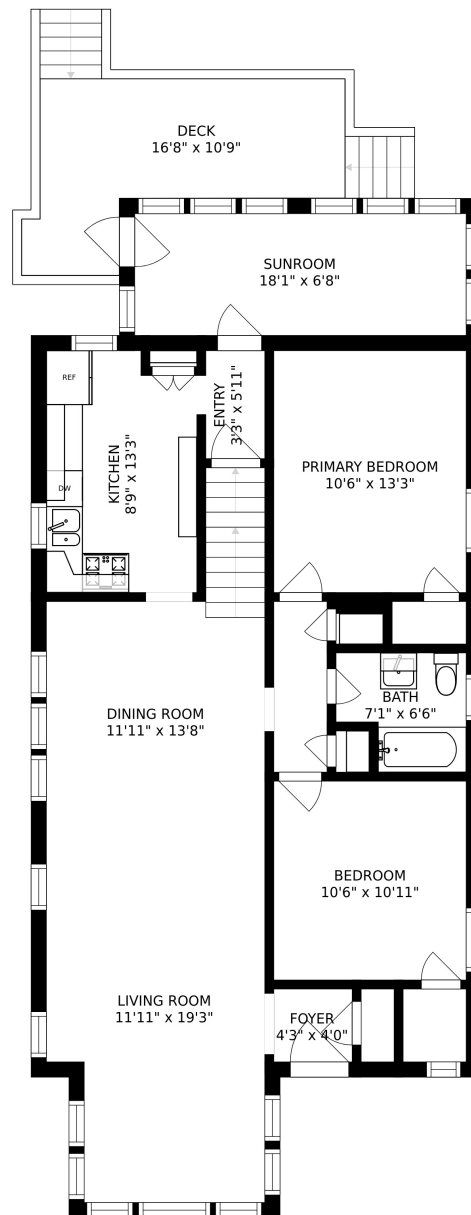 DECK
16'8" x 10'9"
SUNROOM
18'1" x 6'8"
REF
ENTRY
3'3" x 5'11"
KITCHEN
8'9" x 13'3"
PRIMARY BEDROOM
10'6" x 13'3"
DW
BATH
7'1" x 6'6"
DINING ROOM
11'11" x 13'8"
BEDROOM
10'6" x 10'11"
LIVING ROOM
11'11" x 19'3"
FOYER
4'3" x 4'0"